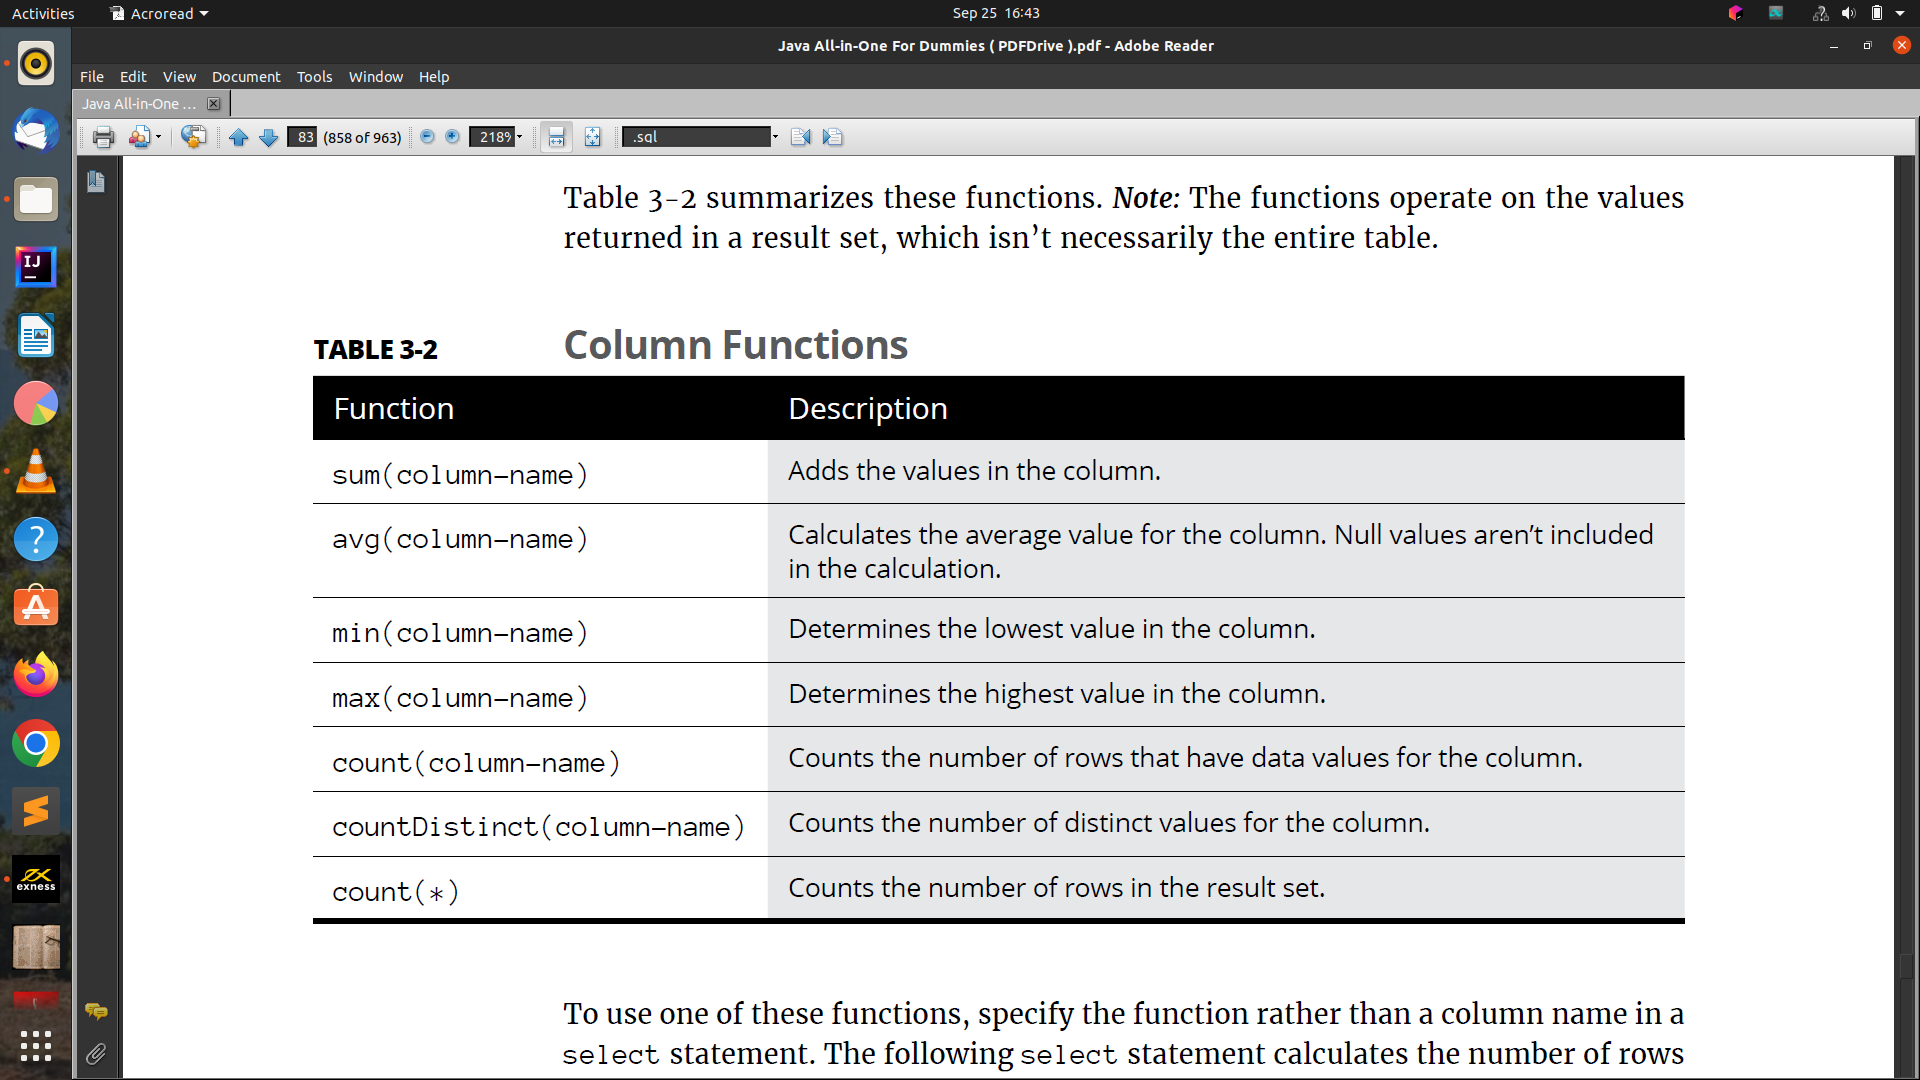 Activities
Acroread
Sep 25 16:43
Java All-in-One For Dummies ( PDFDrive ).pdf - Adobe Reader
File Edit View Document Tools Window Help
Java All-in-One ...
83 (858 of 963) 218% .sql
Table 3-2 summarizes these functions. Note: The functions operate on the values
returned in a result set, which isn’t necessarily the entire table.
TABLE 3-2 Column Functions
Function Description
sum(column-name) Adds the values in the column.
avg(column-name) Calculates the average value for the column. Null values aren’t included
in the calculation.
min(column-name) Determines the lowest value in the column.
max(column-name) Determines the highest value in the column.
count(column-name) Counts the number of rows that have data values for the column.
countDistinct(column-name) Counts the number of distinct values for the column.
count(*) Counts the number of rows in the result set.
To use one of these functions, specify the function rather than a column name in a
select statement. The following select statement calculates the number of rows
IJ
exness